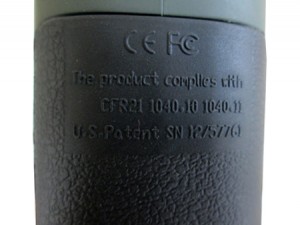 CE FC
The product complies with
CFR21 1040.10 1040.11
U.S.Patent SN